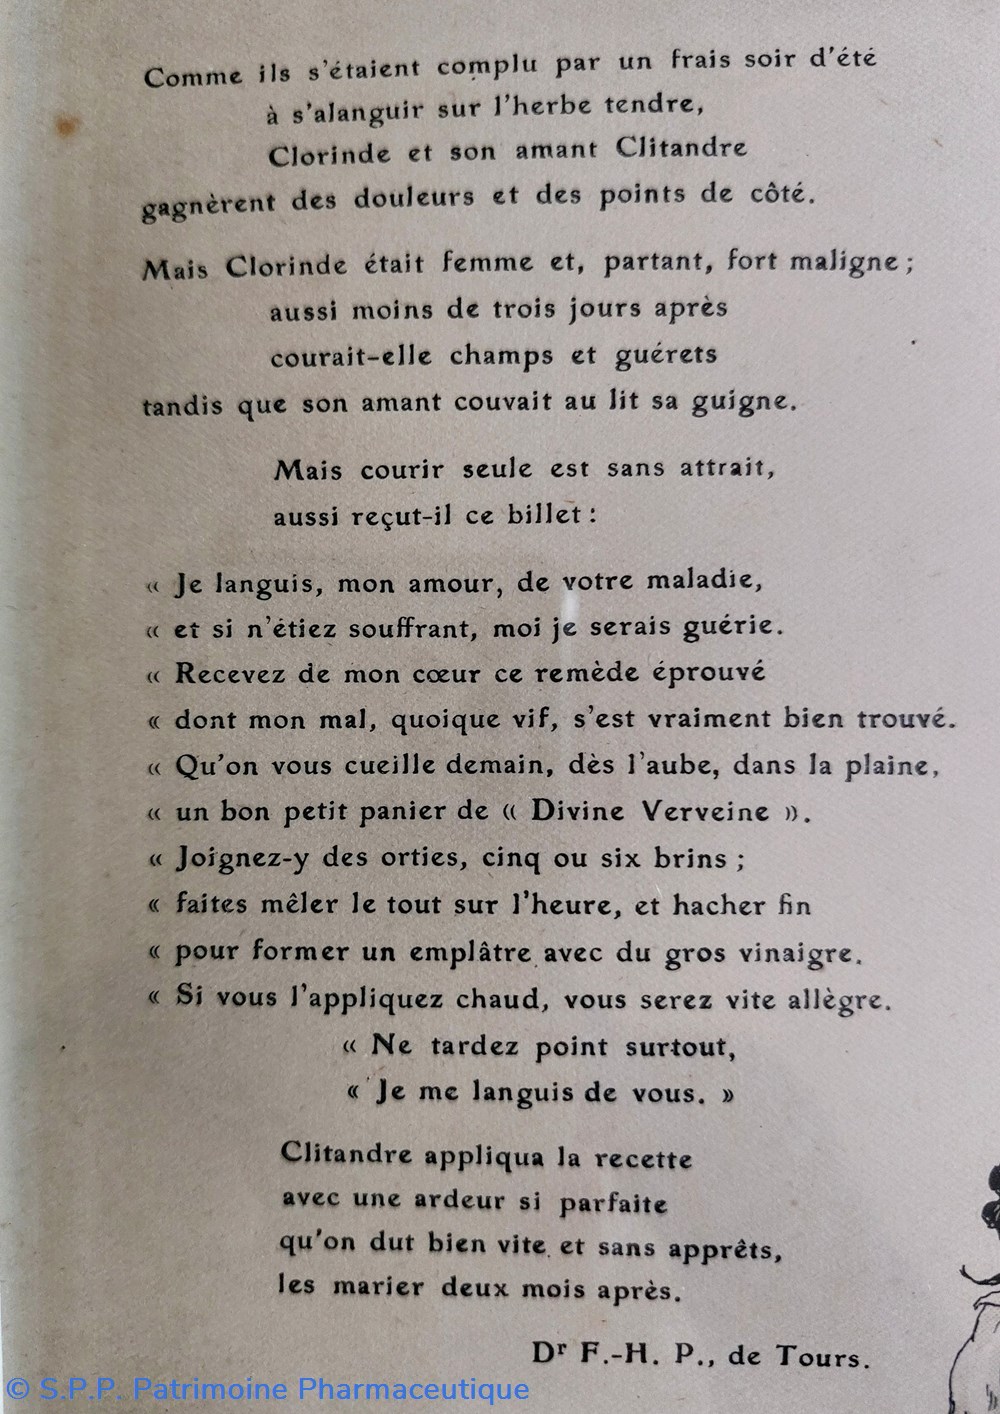 Comme ils s'étaient complu par un frais soir d'été
à s'alanguir sur l'herbe tendre,
Clorinde et son amant Clitandre
gagnèrent des douleurs et des points de côté.
Mais Clorinde était femme et, partant, fort maligne ;
aussi moins de trois jours après
courait-elle champs et guérets
tandis que son amant couvait au lit sa guigne.
Mais courir seule est sans attrait,
aussi reçut-il ce billet :
« Je languis, mon amour, de votre maladie,
« et si n'étiez souffrant, moi je serais guérie.
« Recevez de mon cœur ce remède éprouvé
« dont mon mal, quoique vif, s'est vraiment bien trouvé.
« Qu'on vous cueille demain, dès l'aube, dans la plaine,
« un bon petit panier de « Divine Verveine ».
« Joignez-y des orties, cinq ou six brins ;
« faites mêler le tout sur l'heure, et hacher fin
« pour former un emplâtre avec du gros vinaigre.
« Si vous l'appliquez chaud, vous serez vite allègre.
« Ne tardez point surtout,
« Je me languis de vous. »
Clitandre appliqua la recette
avec une ardeur si parfaite
qu'on dut bien vite et sans apprêts,
les marier deux mois après.
Dr F.-H. P., de Tours.
© S.P.P. Patrimoine Pharmaceutique